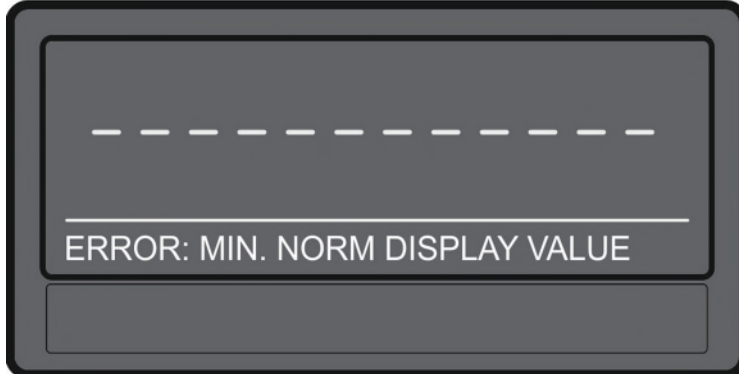 — — — — — — — — — — — —
ERROR: MIN. NORM DISPLAY VALUE